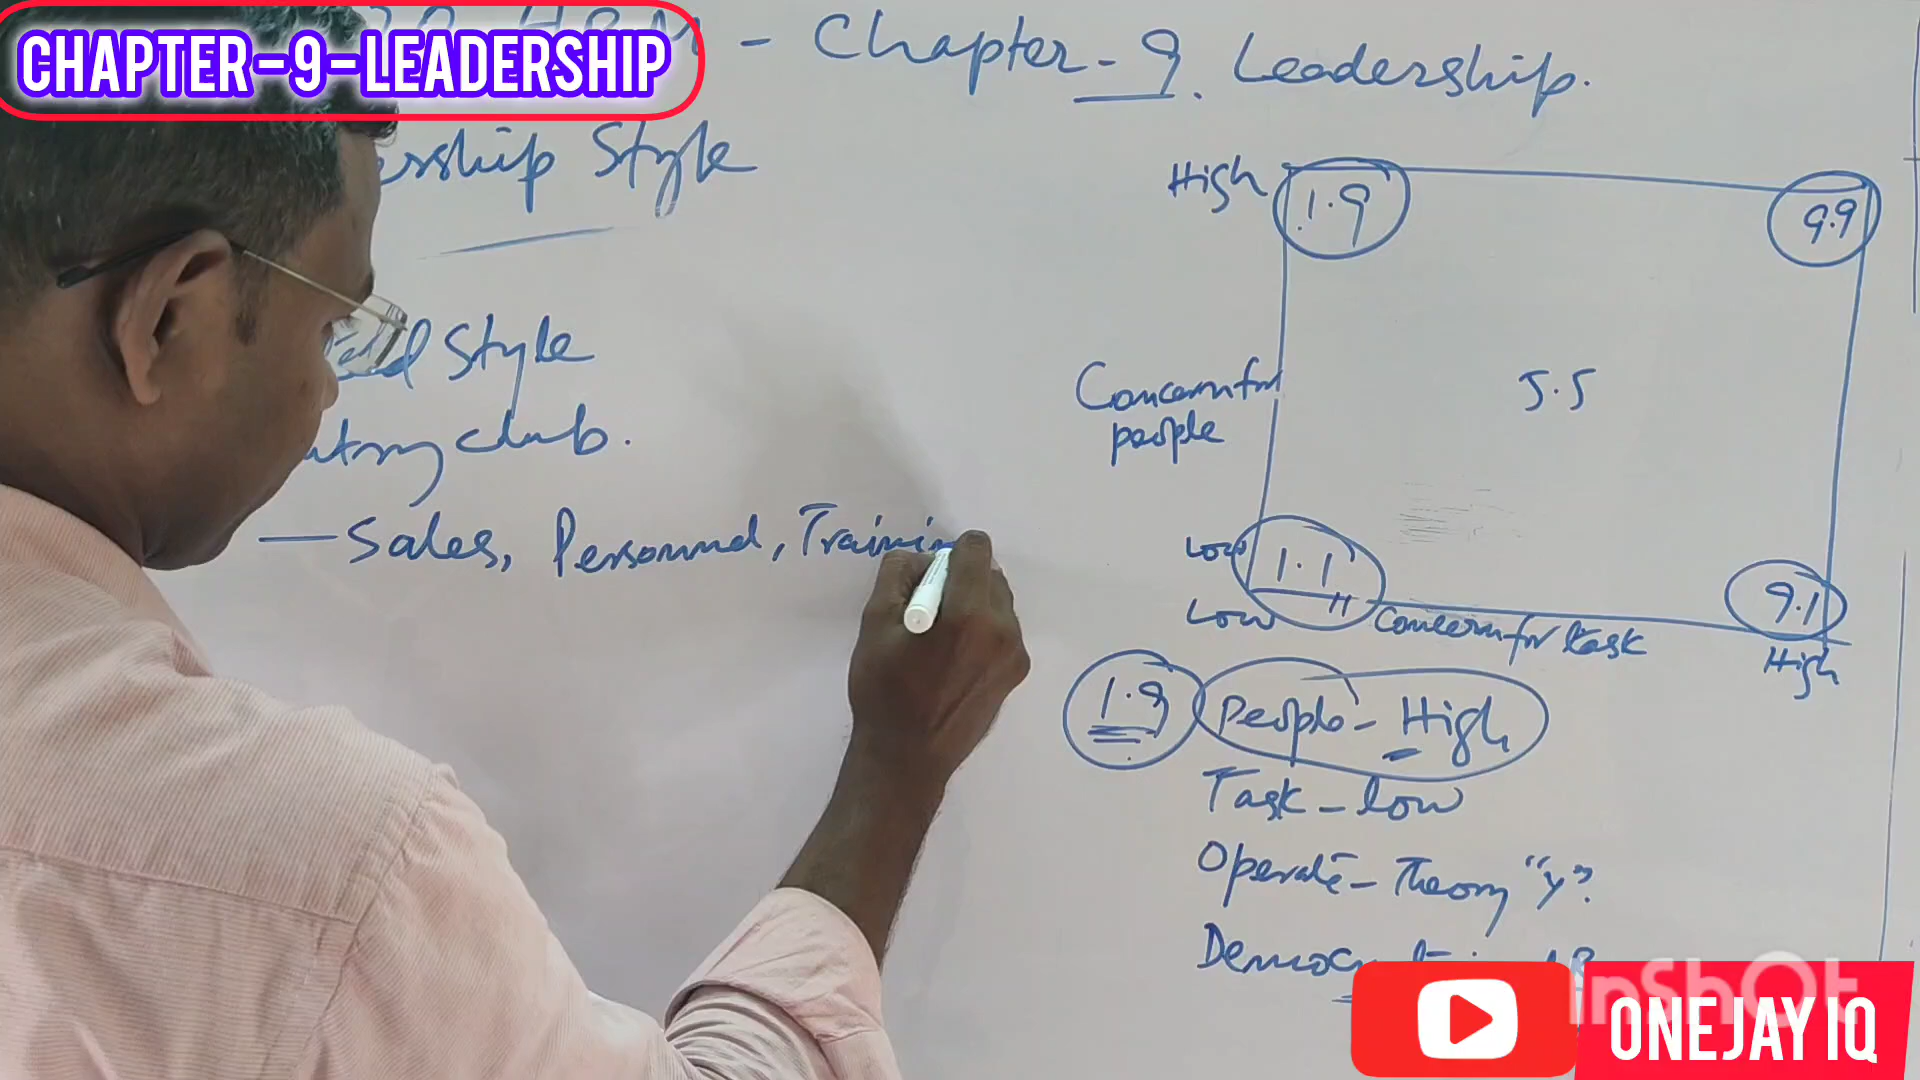 CHAPTER-9-LEADERSHIP
- Chapter - 9. Leadership.
Style
Style
club.
— Sales, Personnel, Trainin
High
1.9
9.9
Concern for
people
5.5
Low
1.1
9.1
Low
Concern for task
High
1.9 People - High
Task - low
Operate - Theory "Y".
InShOt
ONEJAY IQ